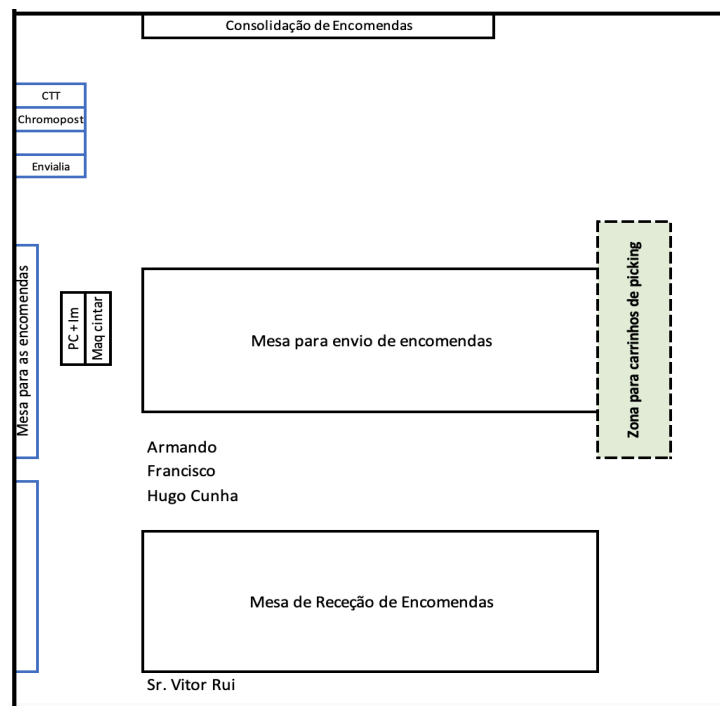 Consolidação de Encomendas
CTT
Chromopost
Envialia
Mesa para as encomendas
PC + Im
Maq cintar
Mesa para envio de encomendas
Zona para carrinhos de picking
Armando
Francisco
Hugo Cunha
Mesa de Receção de Encomendas
Sr. Vitor Rui